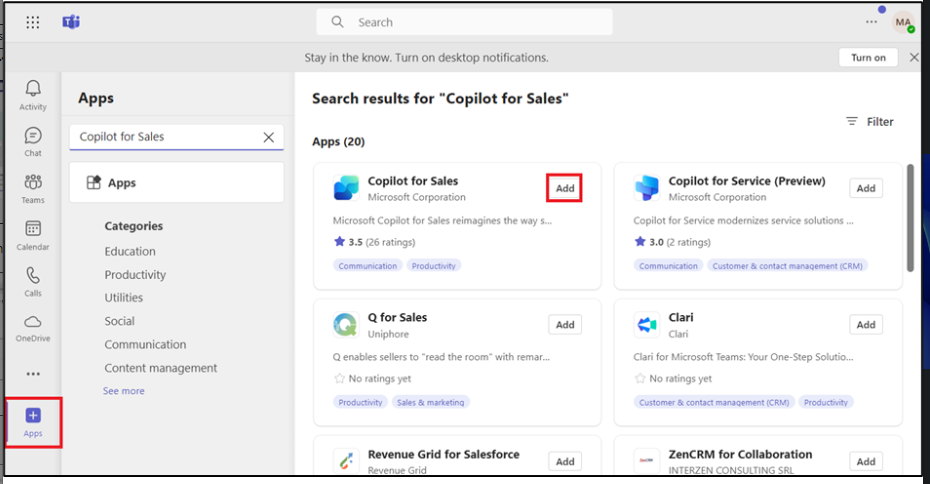 Search
MA
Stay in the know. Turn on desktop notifications.
Turn on
Activity
Chat
Teams
Calendar
Calls
OneDrive
Apps
Apps
Copilot for Sales
Apps
Categories
Education
Productivity
Utilities
Social
Communication
Content management
See more
Search results for "Copilot for Sales"
Filter
Apps (20)
Copilot for Sales
Microsoft Corporation
Add
Microsoft Copilot for Sales reimagines the way s...
3.5 (26 ratings)
Communication Productivity
Copilot for Service (Preview)
Microsoft Corporation
Add
Copilot for Service modernizes service solutions ...
3.0 (2 ratings)
Communication Customer & contact management (CRM)
Q for Sales
Uniphore
Add
Q enables sellers to "read the room" with remar...
No ratings yet
Productivity Sales & marketing
Clari
Clari
Add
Clari for Microsoft Teams: Your One-Step Solutio...
No ratings yet
Customer & contact management (CRM) Productivity
Revenue Grid for Salesforce
Revenue Grid
Add
ZenCRM for Collaboration
INTERZEN CONSULTING SRL
Add